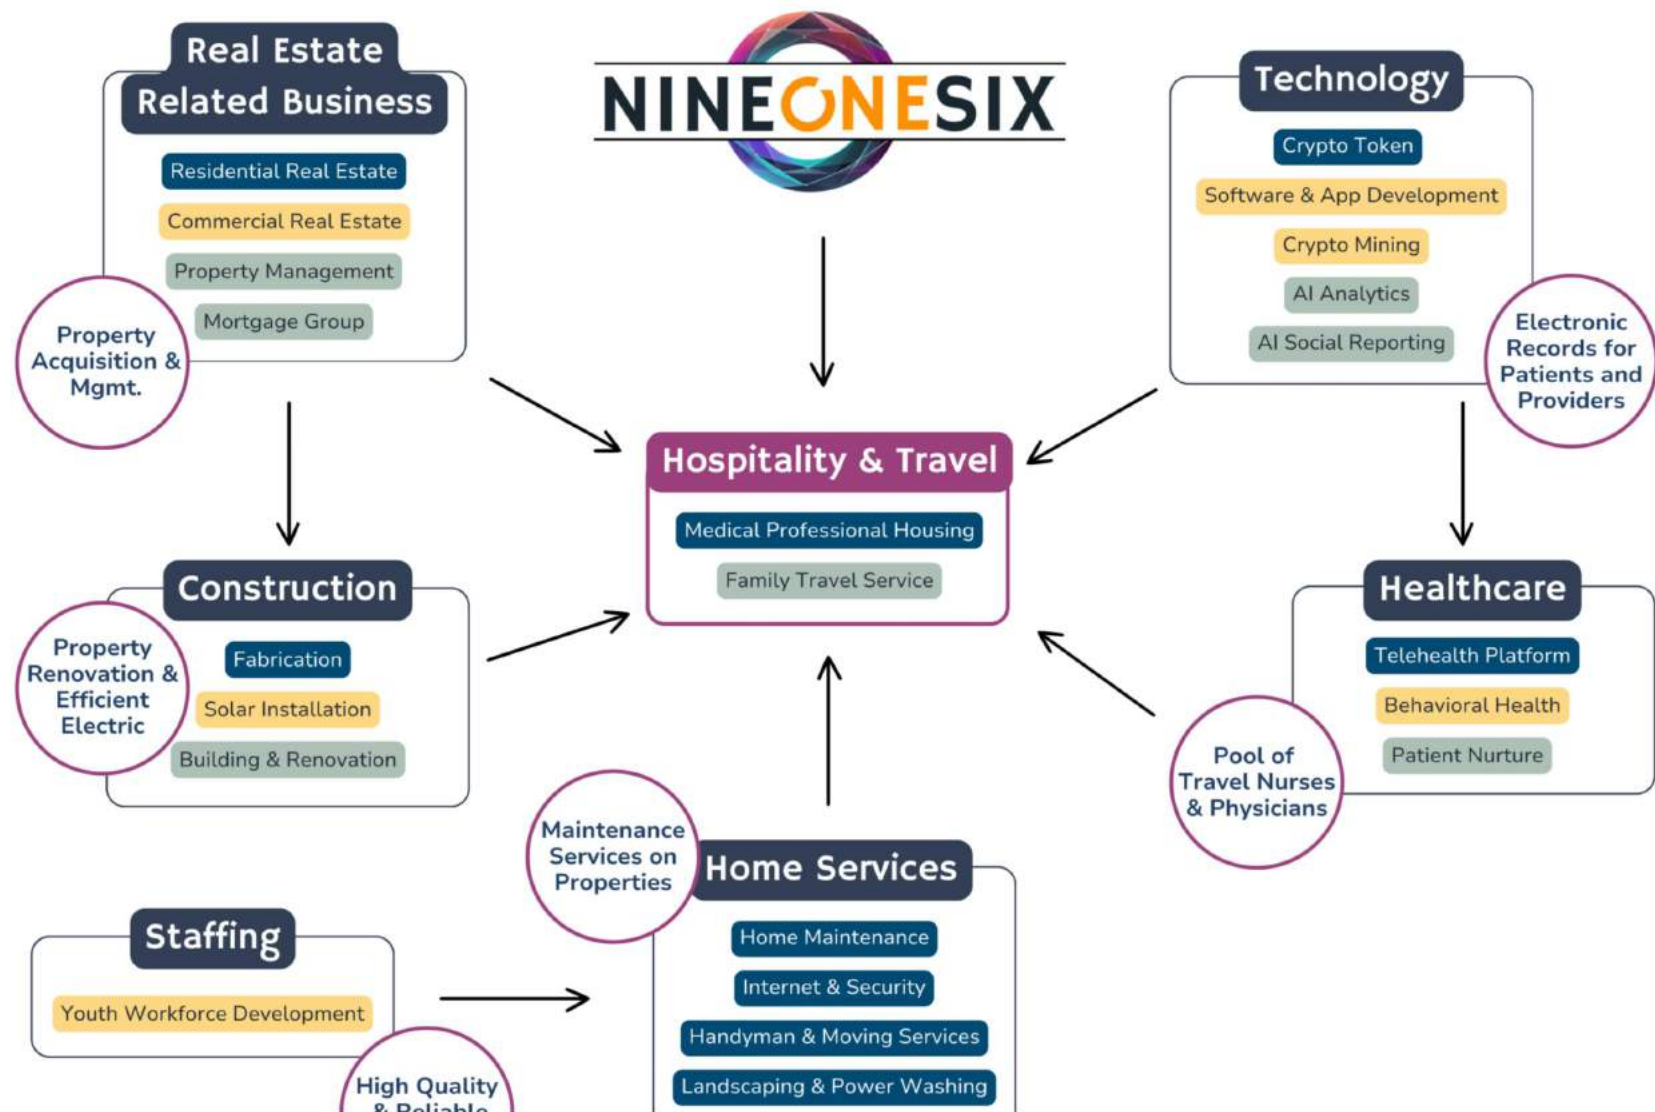 Real Estate
Related Business
Residential Real Estate
Commercial Real Estate
Property Management
Mortgage Group
Property
Acquisition &
Mgmt.
NINEONESIX
Technology
Crypto Token
Software & App Development
Crypto Mining
AI Analytics
AI Social Reporting
Electronic
Records for
Patients and
Providers
Hospitality & Travel
Medical Professional Housing
Family Travel Service
Construction
Fabrication
Solar Installation
Building & Renovation
Property
Renovation &
Efficient
Electric
Healthcare
Telehealth Platform
Behavioral Health
Patient Nurture
Pool of
Travel Nurses
& Physicians
Maintenance
Services on
Properties
Home Services
Home Maintenance
Internet & Security
Handyman & Moving Services
Landscaping & Power Washing
Staffing
Youth Workforce Development
High Quality
& Reliable